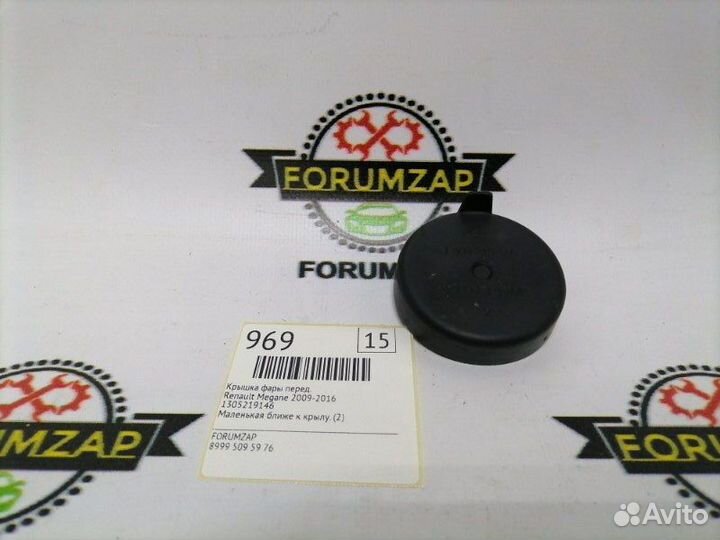 FORUMZAP
FORUMZAP
FORUMZAP
FORUMZAP
969
15
Крышка фары перед.
Renault Megane 2009-2016
1305219146
Маленькая ближе к крылу. (2)
FORUMZAP
8999 509 59 76
FORUMZAP
Avito